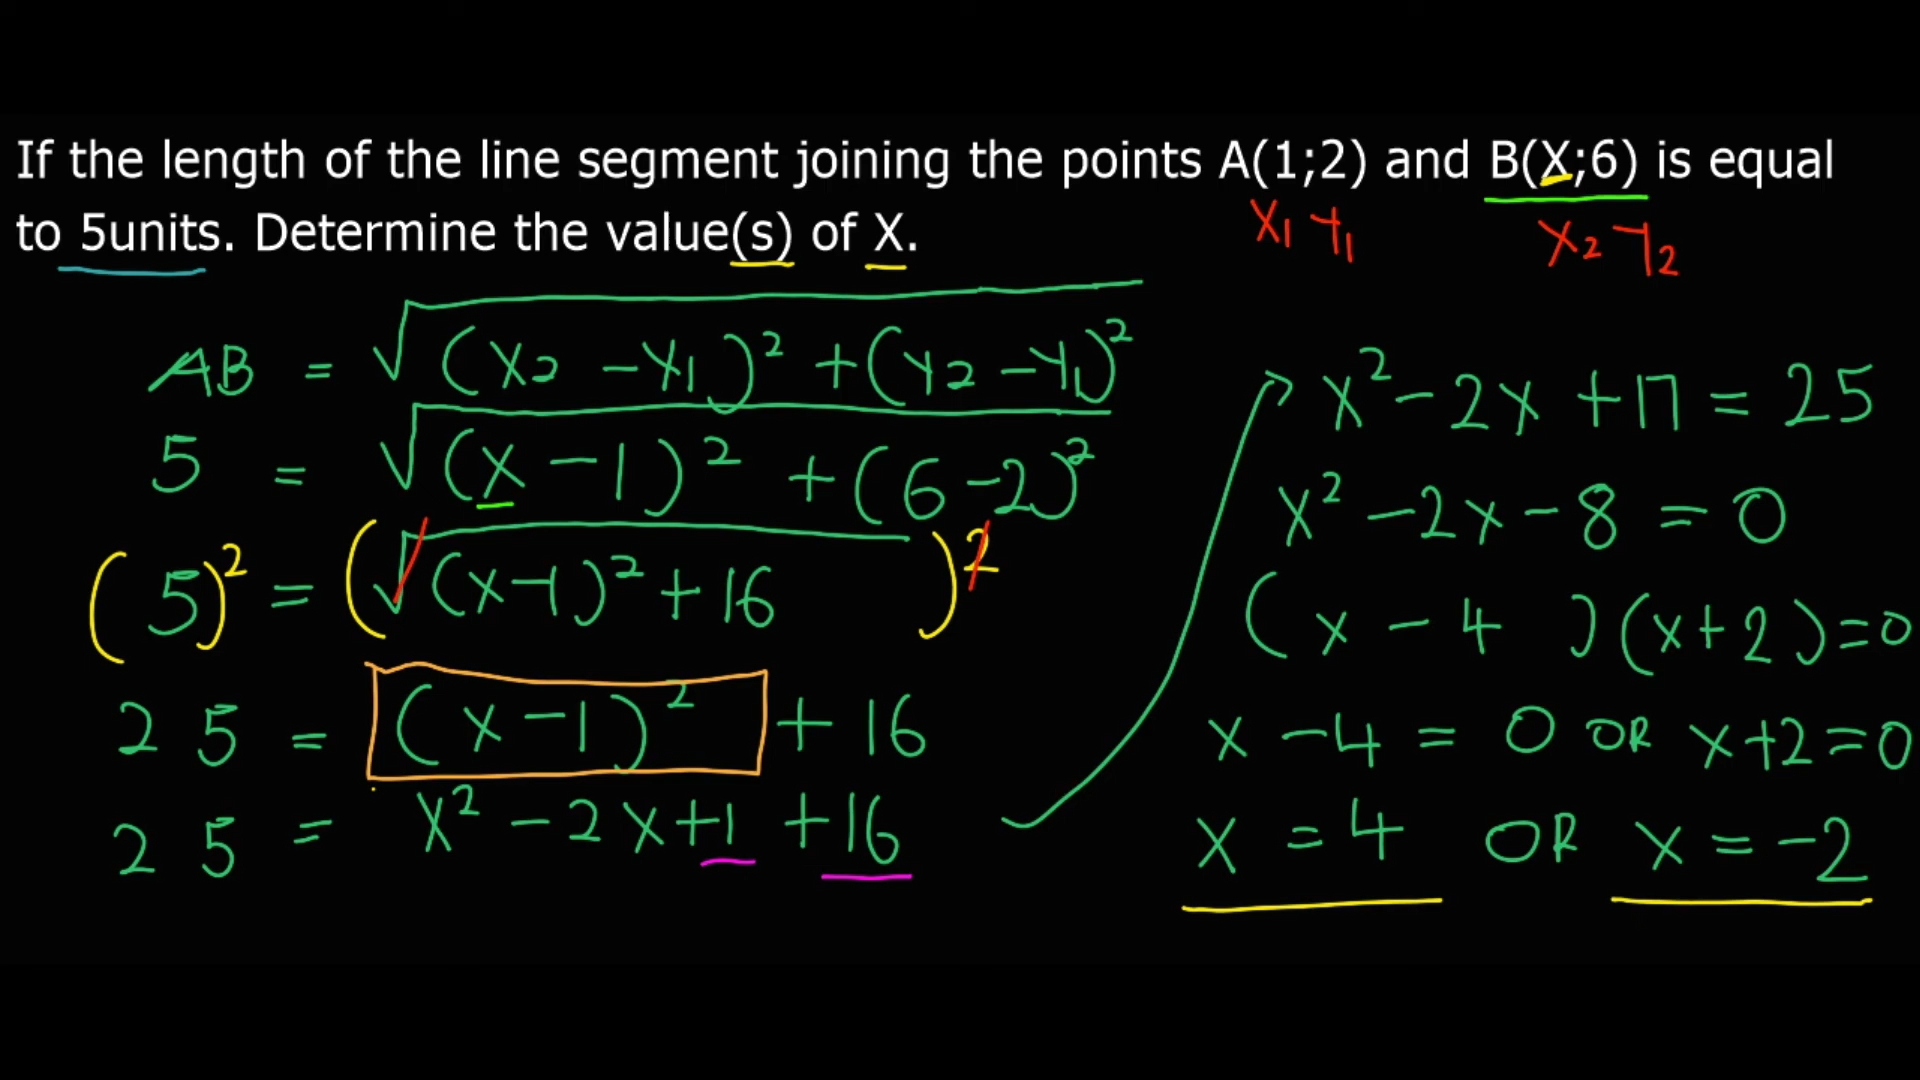 If the length of the line segment joining the points A(1;2) and B(X;6) is equal
to 5units. Determine the value(s) of X.
X₁ Y₁
X₂ Y₂
AB = √((X₂ - X₁)² + (Y₂ - Y₁)²)
5 = √((x - 1)² + (6 - 2)²)
(5)² = (√((x - 1)² + 16))²
25 = (x - 1)² + 16
25 = x² - 2x + 1 + 16
x² - 2x + 17 = 25
x² - 2x - 8 = 0
(x - 4)(x + 2) = 0
x - 4 = 0 OR x + 2 = 0
x = 4 OR x = -2